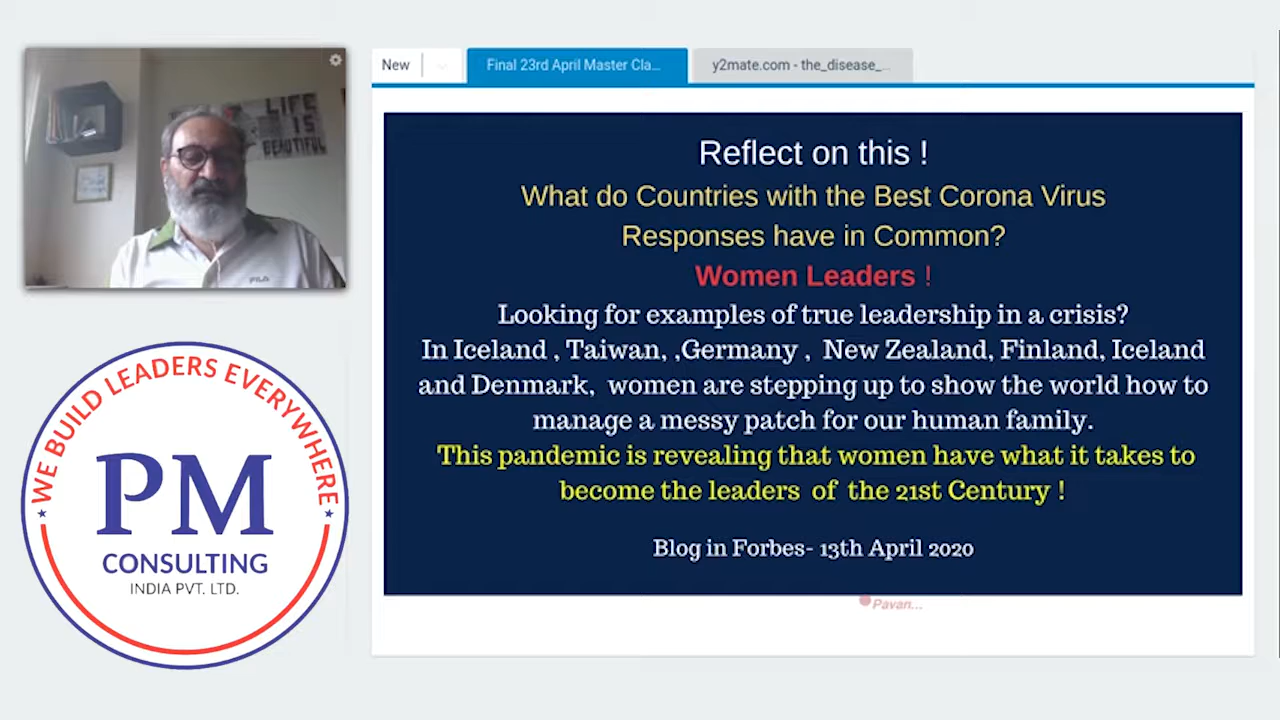 LIFE
IS
BEAUTIFUL
FILA
WE BUILD LEADERS EVERYWHERE
PM
CONSULTING
INDIA PVT. LTD.
New
Final 23rd April Master Cla...
y2mate.com - the_disease_...
Reflect on this !
What do Countries with the Best Corona Virus
Responses have in Common?
Women Leaders !
Looking for examples of true leadership in a crisis?
In Iceland , Taiwan, ,Germany , New Zealand, Finland, Iceland
and Denmark, women are stepping up to show the world how to
manage a messy patch for our human family.
This pandemic is revealing that women have what it takes to
become the leaders of the 21st Century !
Blog in Forbes- 13th April 2020
Pavan...